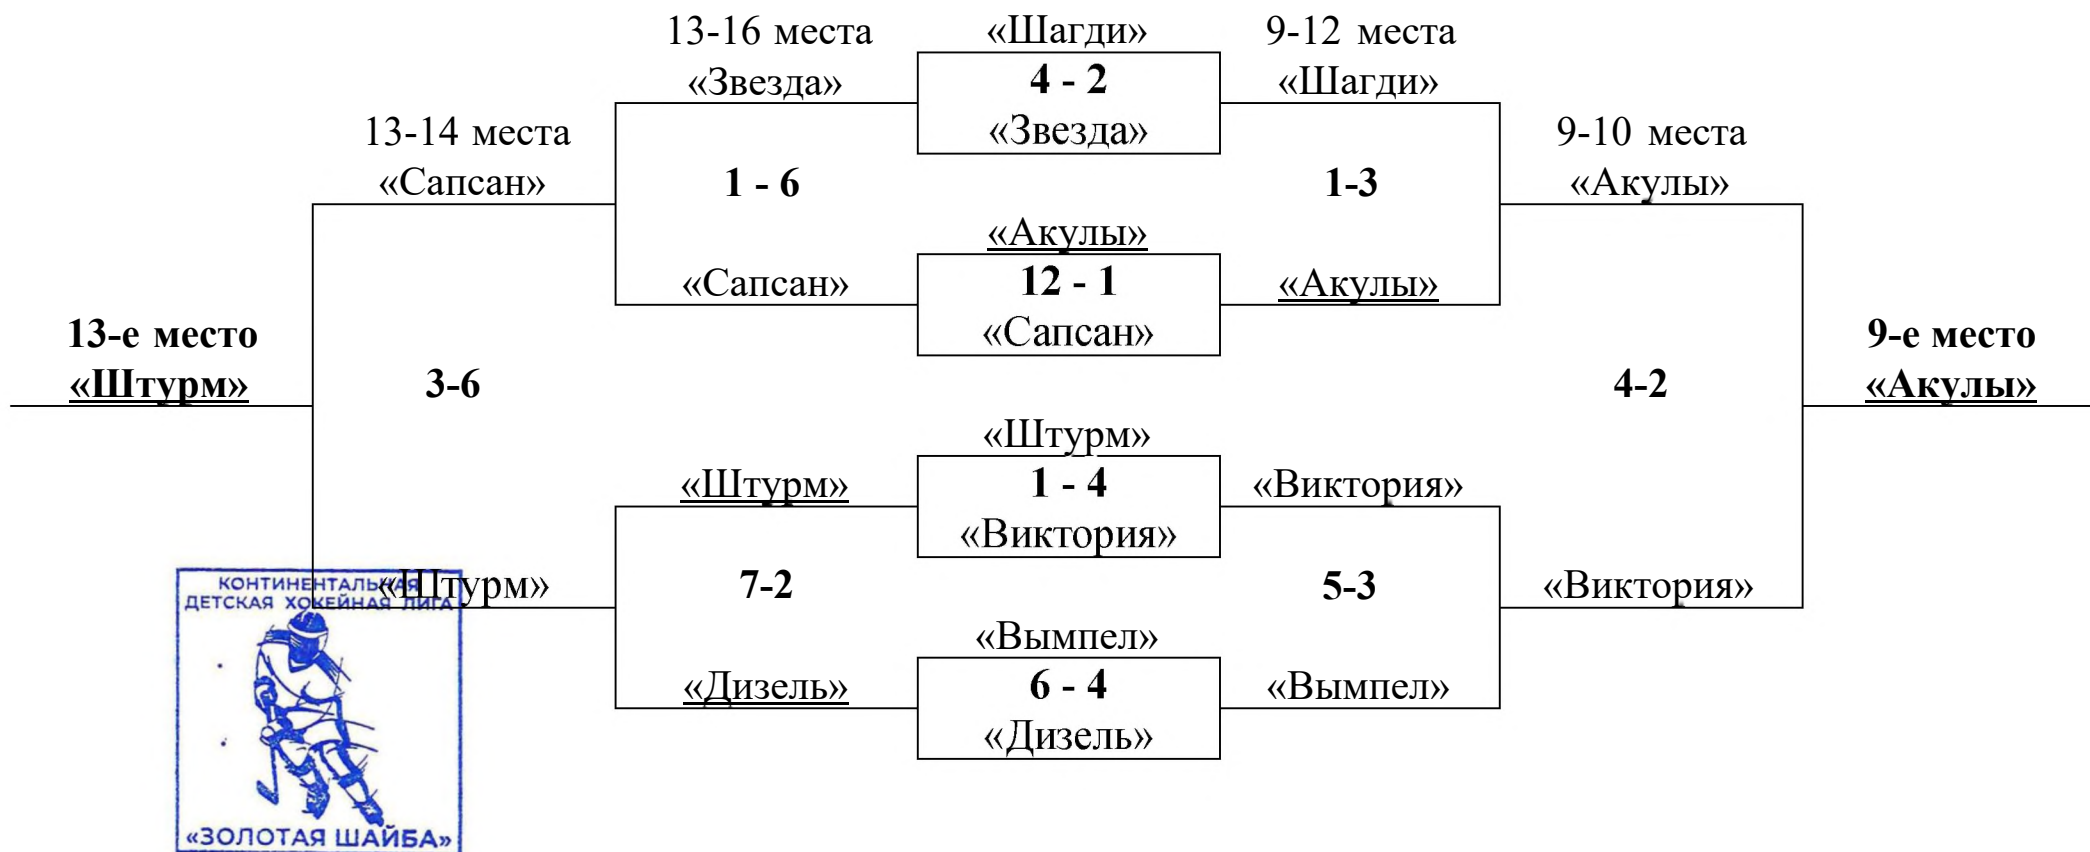 13-16 места
«Шагди»
9-12 места
«Звезда»
4 - 2
«Шагди»
13-14 места
«Звезда»
9-10 места
«Сапсан»
1 - 6
1-3
«Акулы»
«Акулы»
«Сапсан»
12 - 1
«Акулы»
13-е место
«Сапсан»
9-е место
«Штурм»
3-6
4-2
«Акулы»
«Штурм»
«Штурм»
1 - 4
«Виктория»
«Виктория»
«Штурм»
7-2
5-3
«Виктория»
«Вымпел»
«Дизель»
6 - 4
«Вымпел»
«Дизель»
КОНТИНЕНТАЛЬНАЯ
ДЕТСКАЯ ХОКЕЙНАЯ ЛИГА
«ЗОЛОТАЯ ШАЙБА»